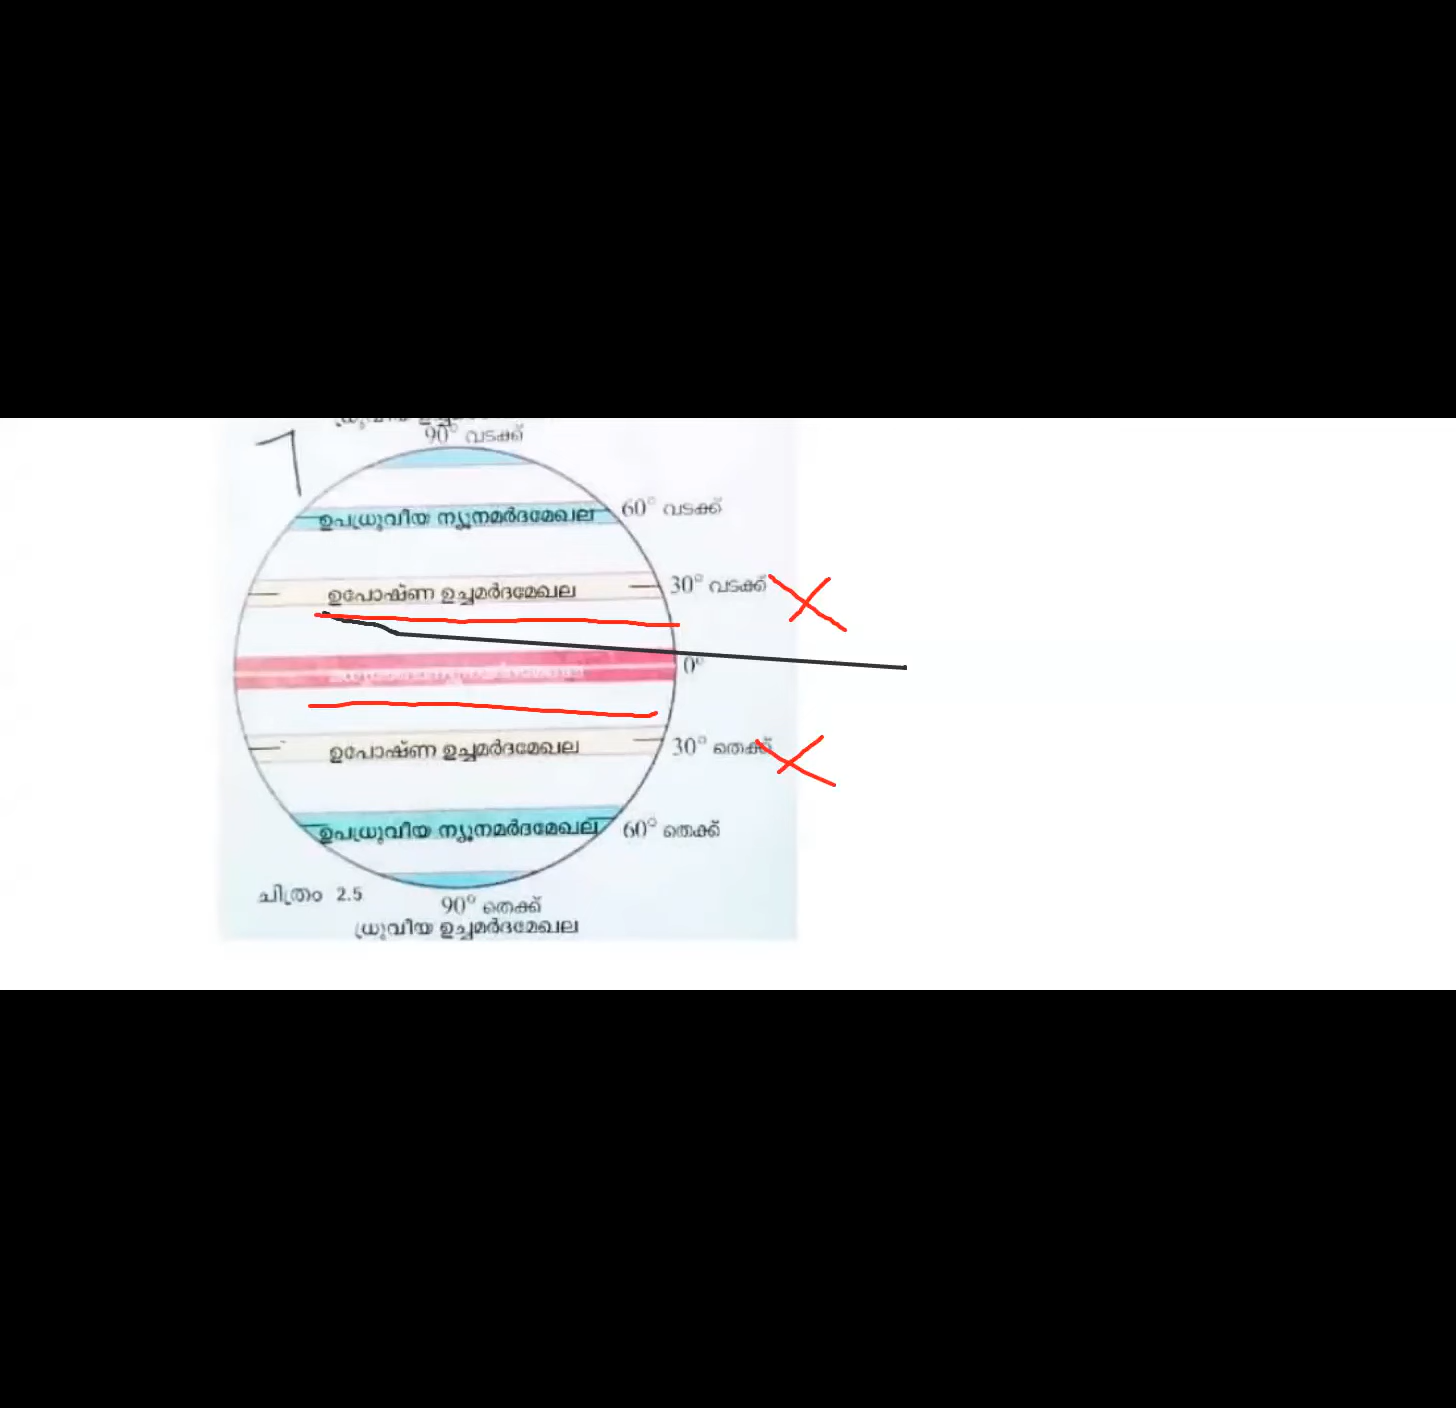 90° വടക്ക്
ഉപധ്രുവീയ ന്യൂനമർദമേഖല 60° വടക്ക്
ഉപോഷ്ണ ഉച്ചമർദമേഖല 30° വടക്ക്
0°
ഉപോഷ്ണ ഉച്ചമർദമേഖല 30° തെക്ക്
ഉപധ്രുവീയ ന്യൂനമർദമേഖല 60° തെക്ക്
ചിത്രം 2.5
90° തെക്ക്
ധ്രുവീയ ഉച്ചമർദമേഖല